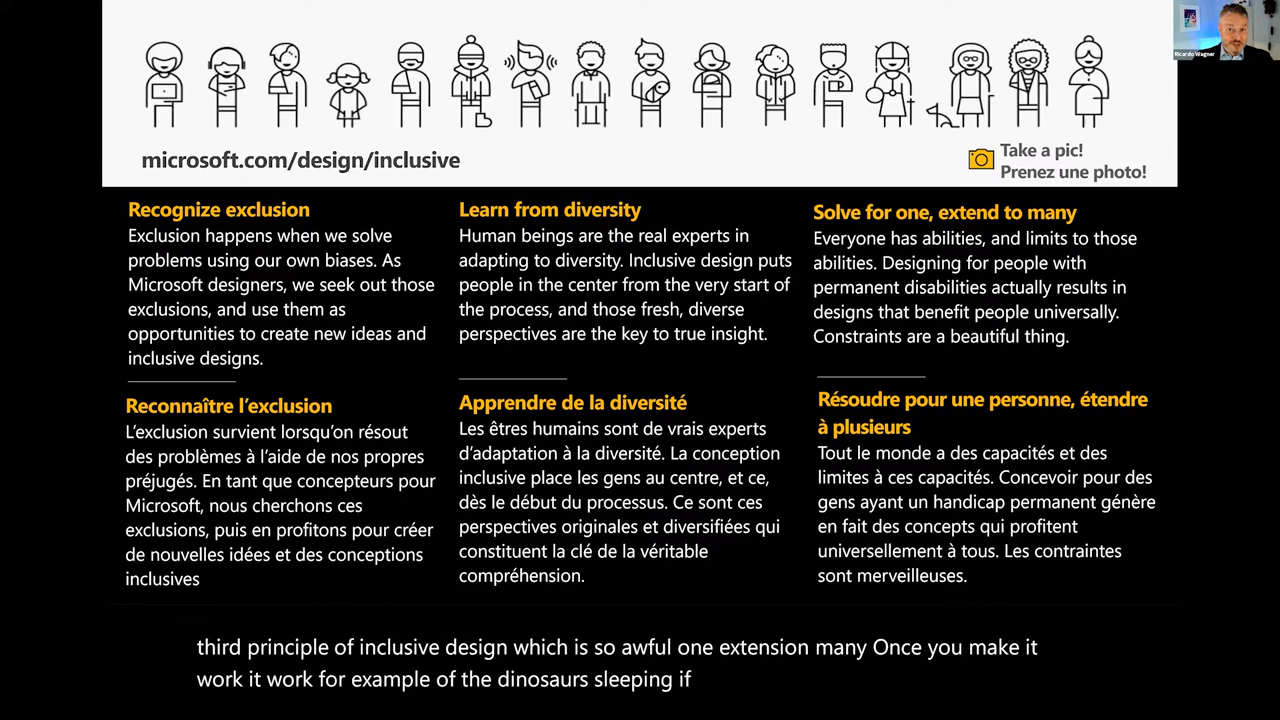 Ricardo Wagner
microsoft.com/design/inclusive
Take a pic!
Prenez une photo!
Recognize exclusion
Exclusion happens when we solve
problems using our own biases. As
Microsoft designers, we seek out those
exclusions, and use them as
opportunities to create new ideas and
inclusive designs.
Learn from diversity
Human beings are the real experts in
adapting to diversity. Inclusive design puts
people in the center from the very start of
the process, and those fresh, diverse
perspectives are the key to true insight.
Solve for one, extend to many
Everyone has abilities, and limits to those
abilities. Designing for people with
permanent disabilities actually results in
designs that benefit people universally.
Constraints are a beautiful thing.
Reconnaître l’exclusion
L’exclusion survient lorsqu’on résout
des problèmes à l’aide de nos propres
préjugés. En tant que concepteurs pour
Microsoft, nous cherchons ces
exclusions, puis en profitons pour créer
de nouvelles idées et des conceptions
inclusives
Apprendre de la diversité
Les êtres humains sont de vrais experts
d’adaptation à la diversité. La conception
inclusive place les gens au centre, et ce,
dès le début du processus. Ce sont ces
perspectives originales et diversifiées qui
constituent la clé de la véritable
compréhension.
Résoudre pour une personne, étendre
à plusieurs
Tout le monde a des capacités et des
limites à ces capacités. Concevoir pour des
gens ayant un handicap permanent génère
en fait des concepts qui profitent
universellement à tous. Les contraintes
sont merveilleuses.
third principle of inclusive design which is so awful one extension many Once you make it
work it work for example of the dinosaurs sleeping if